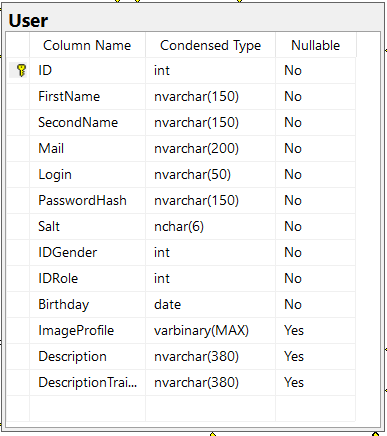 User
Column Name Condensed Type Nullable
ID int No
FirstName nvarchar(150) No
SecondName nvarchar(150) No
Mail nvarchar(200) No
Login nvarchar(50) No
PasswordHash nvarchar(150) No
Salt nchar(6) No
IDGender int No
IDRole int No
Birthday date No
ImageProfile varbinary(MAX) Yes
Description nvarchar(380) Yes
DescriptionTrai... nvarchar(380) Yes